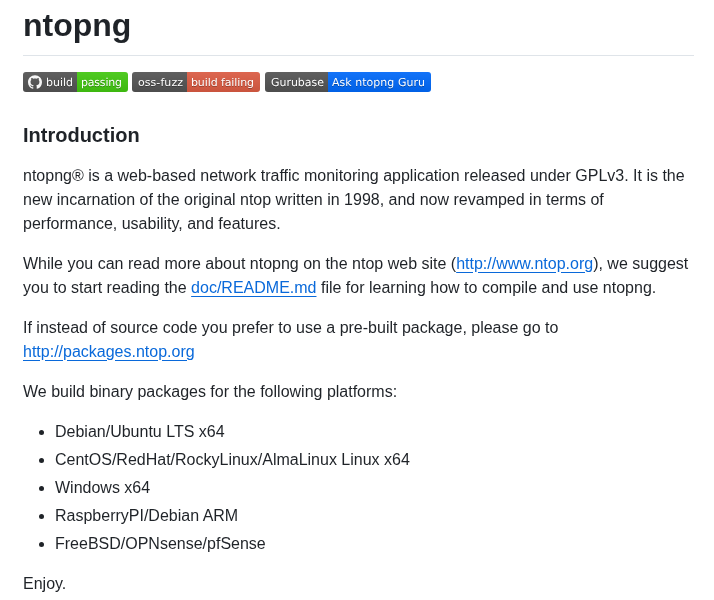 ntopng
build passing oss-fuzz build failing Gurubase Ask ntopng Guru
Introduction
ntopng® is a web-based network traffic monitoring application released under GPLv3. It is the
new incarnation of the original ntop written in 1998, and now revamped in terms of
performance, usability, and features.
While you can read more about ntopng on the ntop web site (http://www.ntop.org), we suggest
you to start reading the doc/README.md file for learning how to compile and use ntopng.
If instead of source code you prefer to use a pre-built package, please go to
http://packages.ntop.org
We build binary packages for the following platforms:
• Debian/Ubuntu LTS x64
• CentOS/RedHat/RockyLinux/AlmaLinux Linux x64
• Windows x64
• RaspberryPI/Debian ARM
• FreeBSD/OPNsense/pfSense
Enjoy.